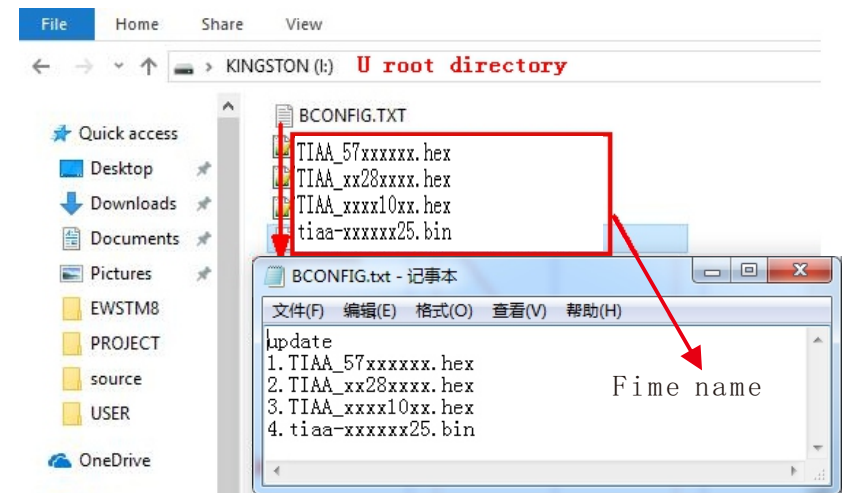 File Home Share View
KINGSTON (I:) U root directory
Quick access
Desktop
Downloads
Documents
Pictures
EWSTM8
PROJECT
source
USER
OneDrive
BCONFIG.TXT
TIAA_57xxxxxx.hex
TIAA_xx28xxxx.hex
TIAA_xxxx10xx.hex
tiaa-xxxxxx25.bin
BCONFIG.txt - 记事本
文件(F) 编辑(E) 格式(O) 查看(V) 帮助(H)
update
1.TIAA_57xxxxxx.hex
2.TIAA_xx28xxxx.hex
3.TIAA_xxxx10xx.hex
4.tiaa-xxxxxx25.bin
Fime name